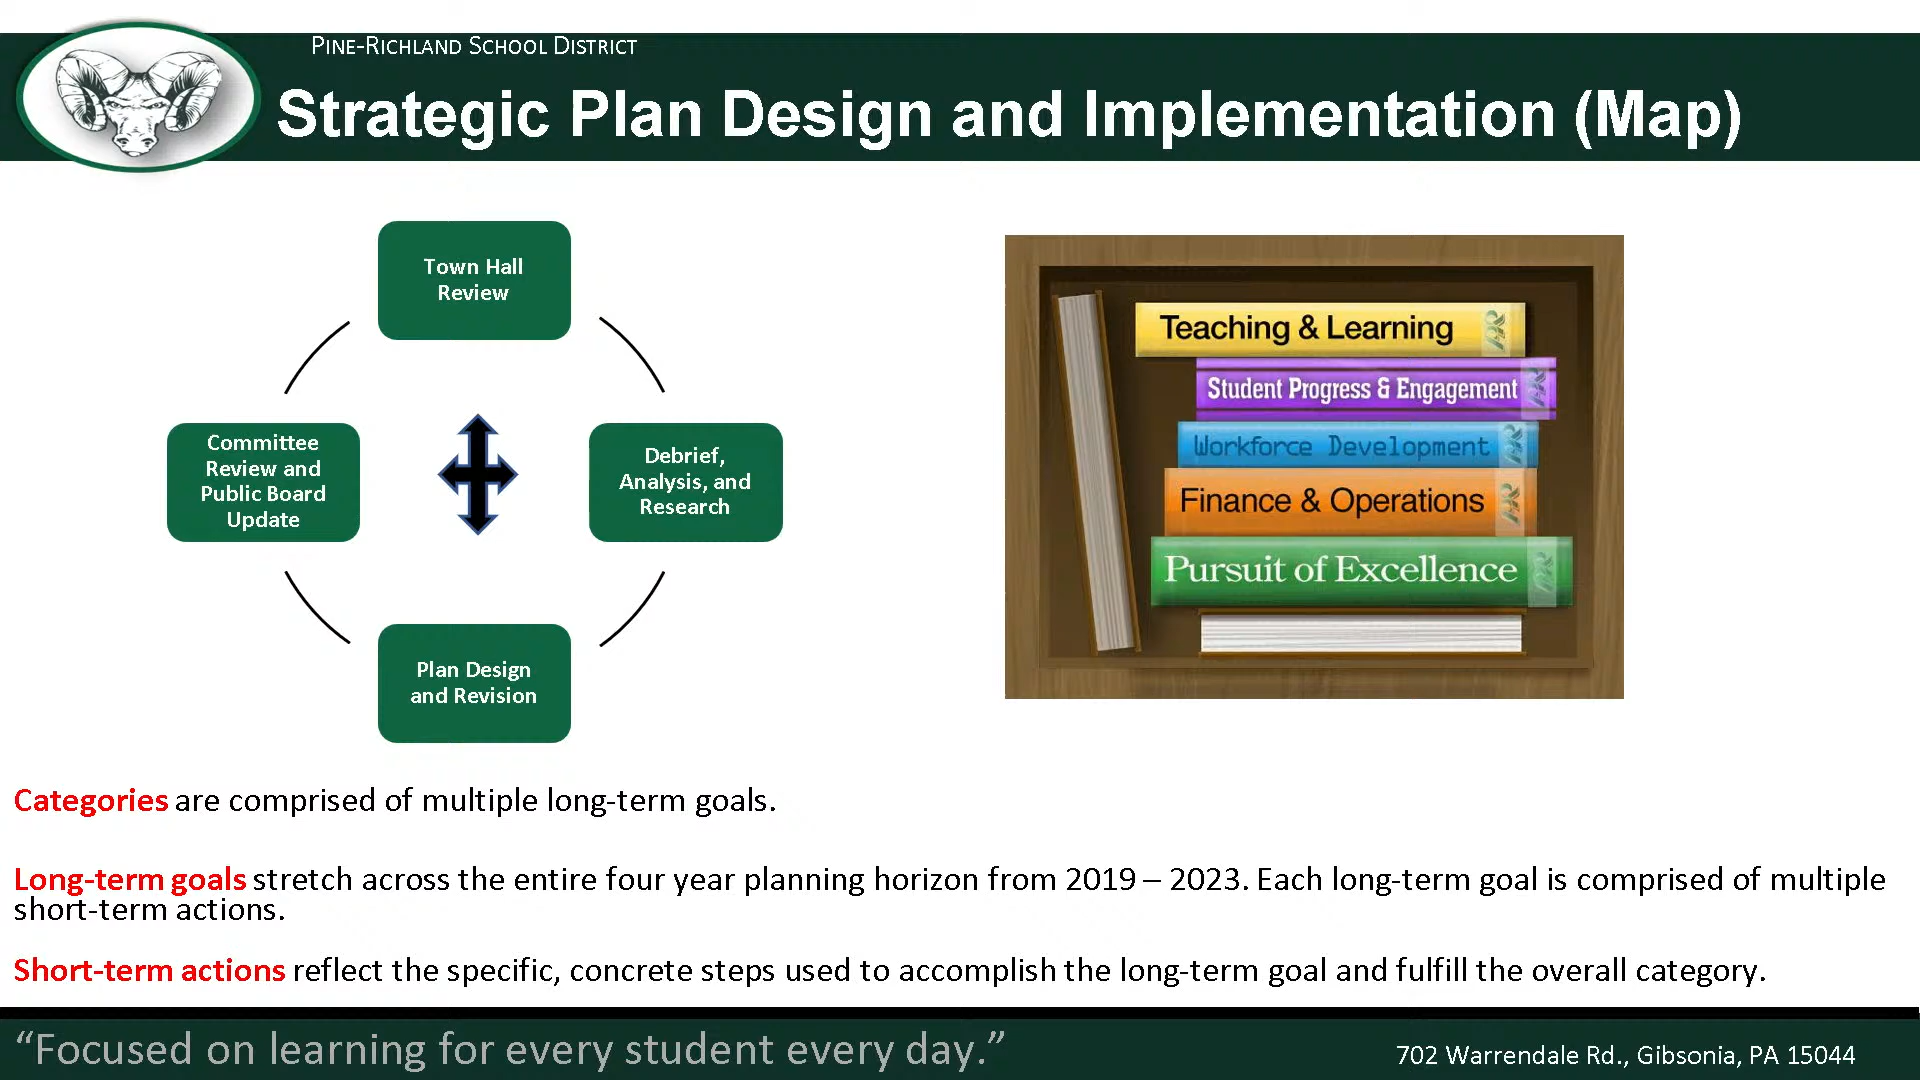 PINE-RICHLAND SCHOOL DISTRICT
Strategic Plan Design and Implementation (Map)
Town Hall
Review
Committee
Review and
Public Board
Update
Debrief,
Analysis, and
Research
Plan Design
and Revision
Teaching & Learning
Student Progress & Engagement
Workforce Development
Finance & Operations
Pursuit of Excellence
Categories are comprised of multiple long-term goals.
Long-term goals stretch across the entire four year planning horizon from 2019 – 2023. Each long-term goal is comprised of multiple
short-term actions.
Short-term actions reflect the specific, concrete steps used to accomplish the long-term goal and fulfill the overall category.
“Focused on learning for every student every day.”
702 Warrendale Rd., Gibsonia, PA 15044